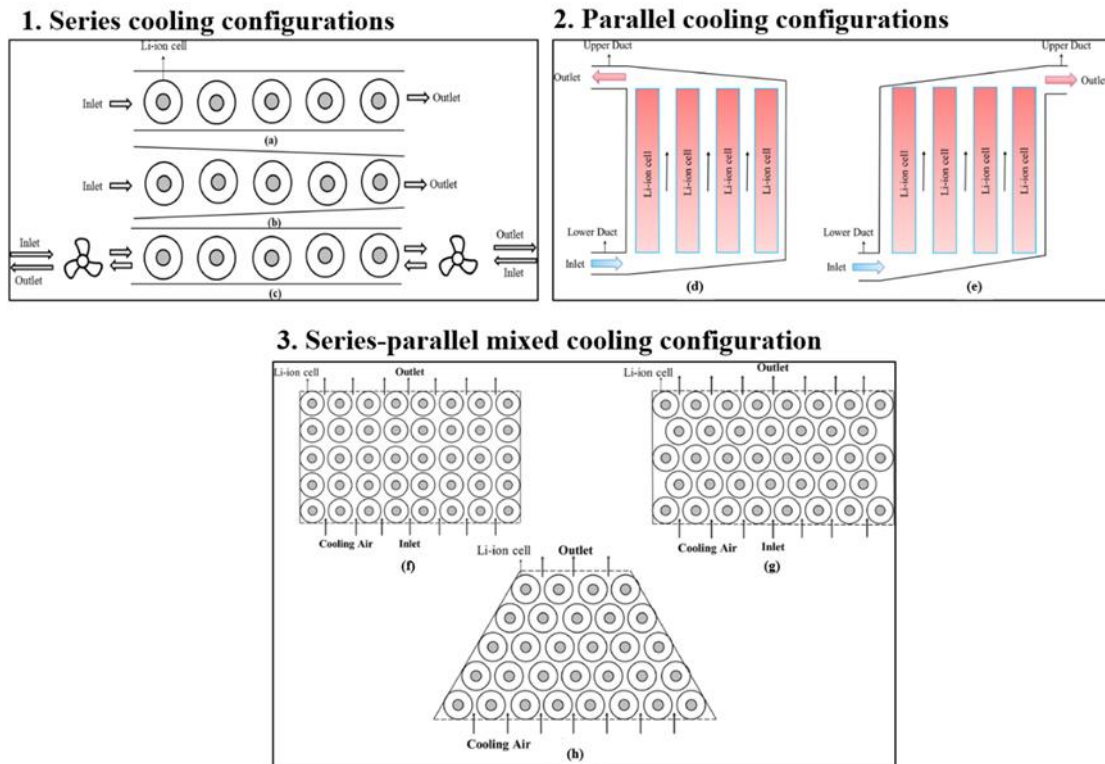 1. Series cooling configurations
Li-ion cell
Inlet
Outlet
(a)
Inlet
Outlet
(b)
Inlet
Outlet
Outlet
Inlet
(c)
2. Parallel cooling configurations
Upper Duct
Outlet
Li-ion cell
Li-ion cell
Li-ion cell
Li-ion cell
Lower Duct
Inlet
(d)
Upper Duct
Outlet
Li-ion cell
Li-ion cell
Li-ion cell
Li-ion cell
Lower Duct
Inlet
(e)
3. Series-parallel mixed cooling configuration
Li-ion cell
Outlet
Cooling Air
Inlet
(f)
Li-ion cell
Outlet
Cooling Air
Inlet
(g)
Li-ion cell
Outlet
Cooling Air
(h)